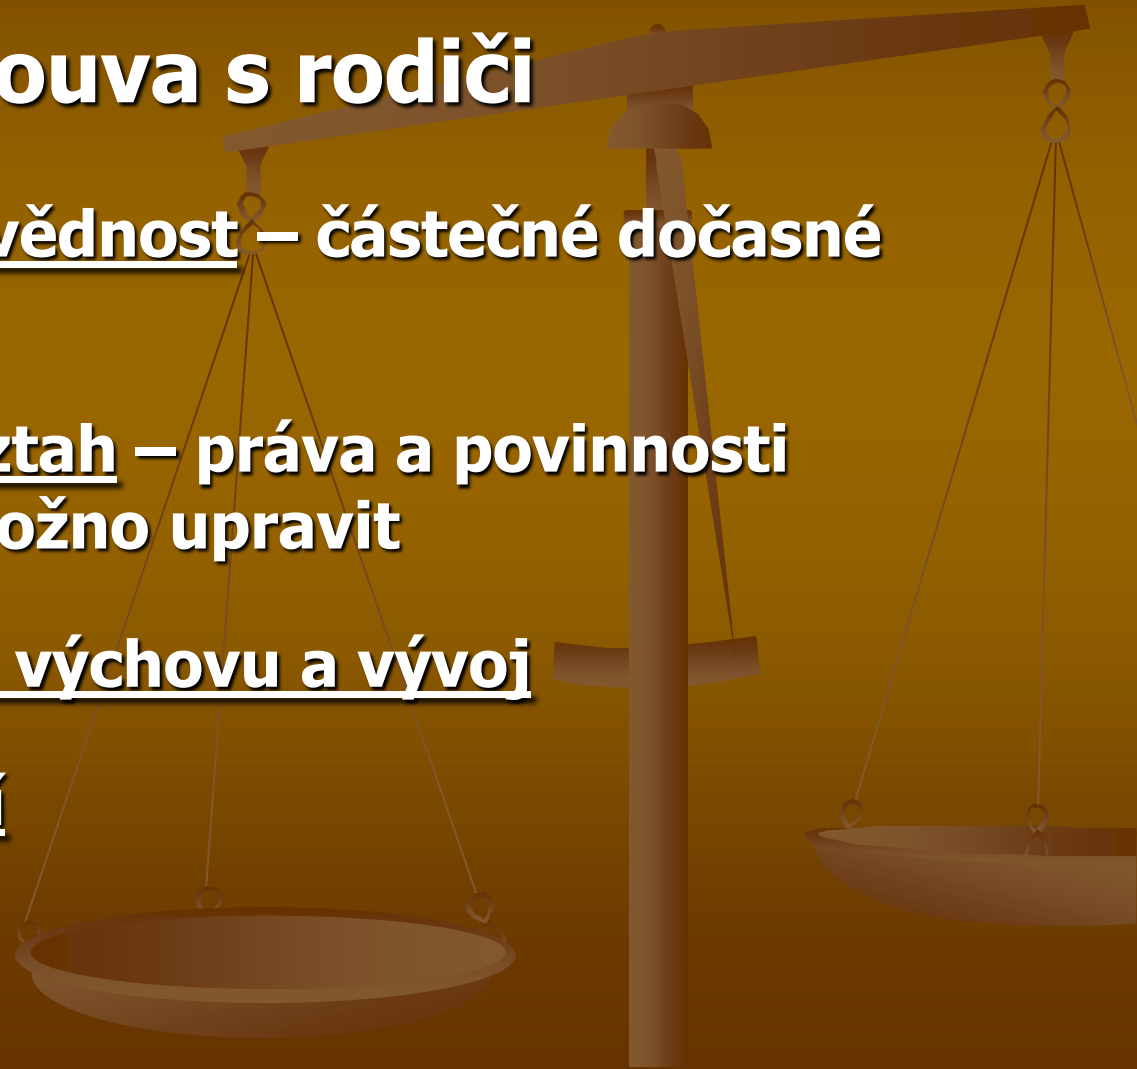 ouva s rodiči
vědnost – částečné dočasné
ztah – práva a povinnosti
ožno upravit
výchovu a vývoj
í